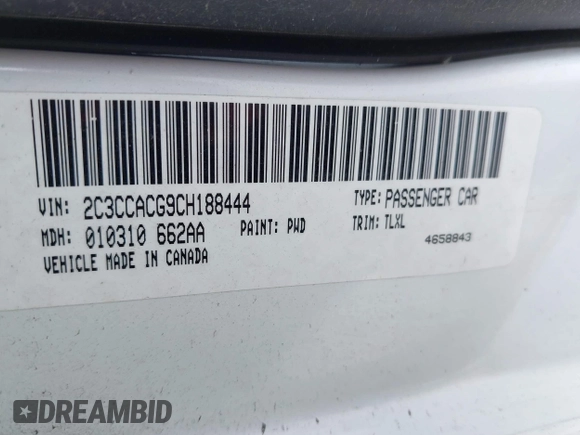 VIN: 2C3CCACG9CH188444 TYPE: PASSENGER CAR
MDH: 010310 662AA PAINT: PWD TRIM: TLXL
VEHICLE MADE IN CANADA 4658843
DREAMBID